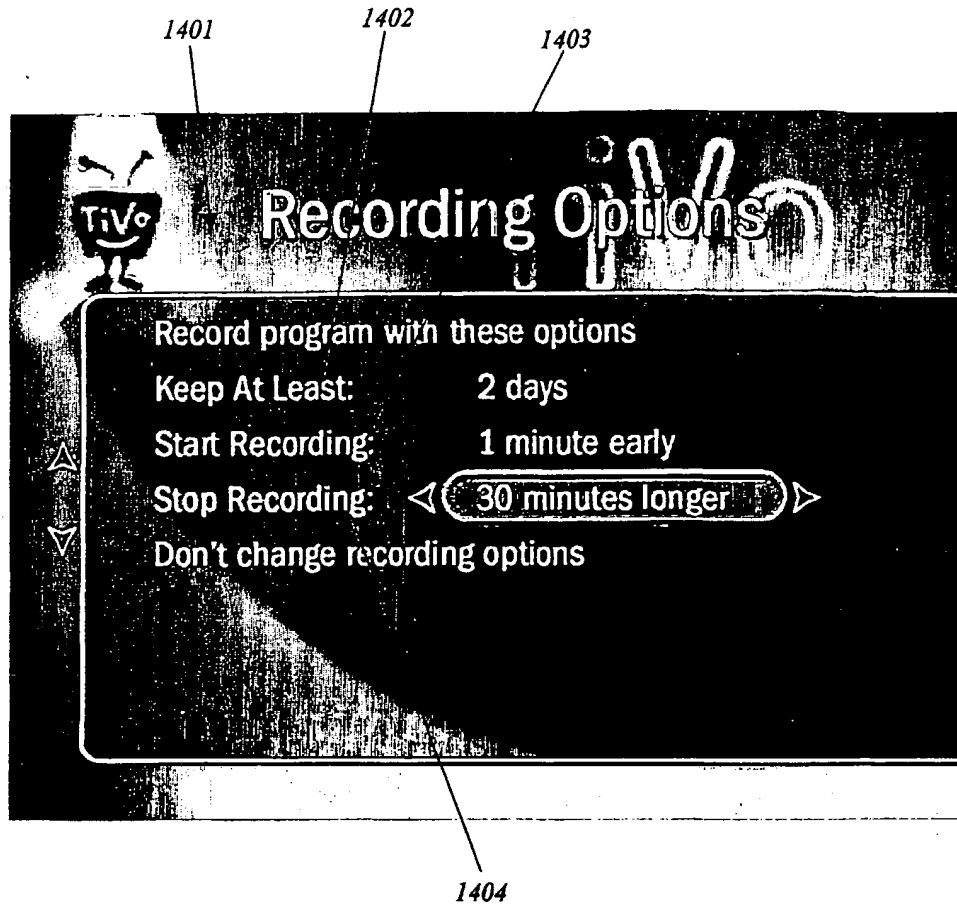 1401 1402 1403
TiVo
Recording Options
TiVo
Record program with these options
Keep At Least: 2 days
Start Recording: 1 minute early
Stop Recording: 30 minutes longer
Don't change recording options
1404